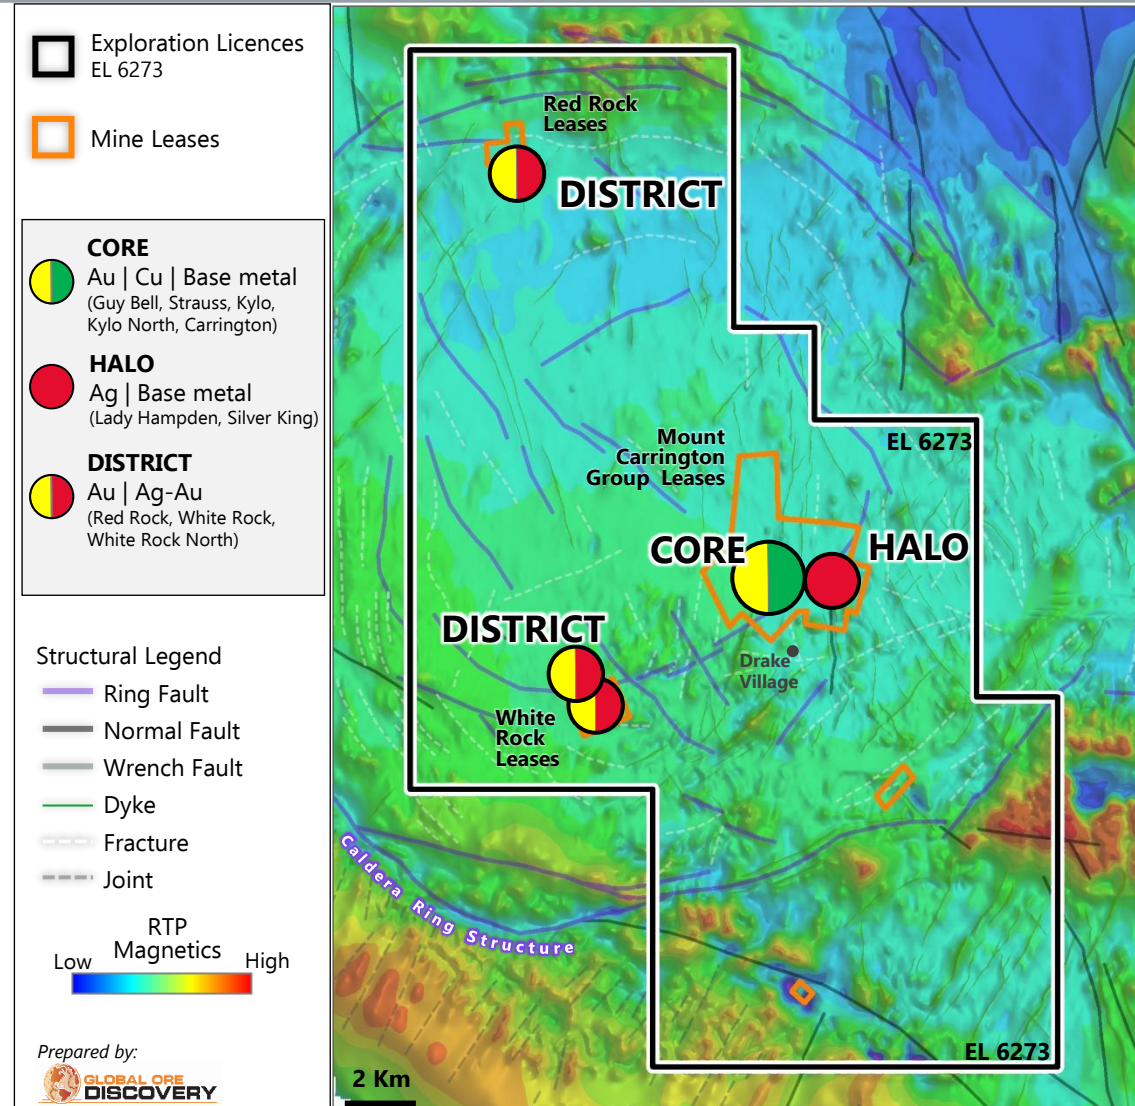 Exploration Licences
EL 6273
Mine Leases
CORE
Au | Cu | Base metal
(Guy Bell, Strauss, Kylo,
Kylo North, Carrington)
HALO
Ag | Base metal
(Lady Hampden, Silver King)
DISTRICT
Au | Ag-Au
(Red Rock, White Rock,
White Rock North)
Structural Legend
Ring Fault
Normal Fault
Wrench Fault
Dyke
Fracture
Joint
RTP
Magnetics
Low
High
Prepared by:
GLOBAL ORE
DISCOVERY
Red Rock
Leases
DISTRICT
EL 6273
Mount
Carrington
Group Leases
CORE
HALO
DISTRICT
Drake
Village
White
Rock
Leases
Caldera Ring Structure
EL 6273
2 Km